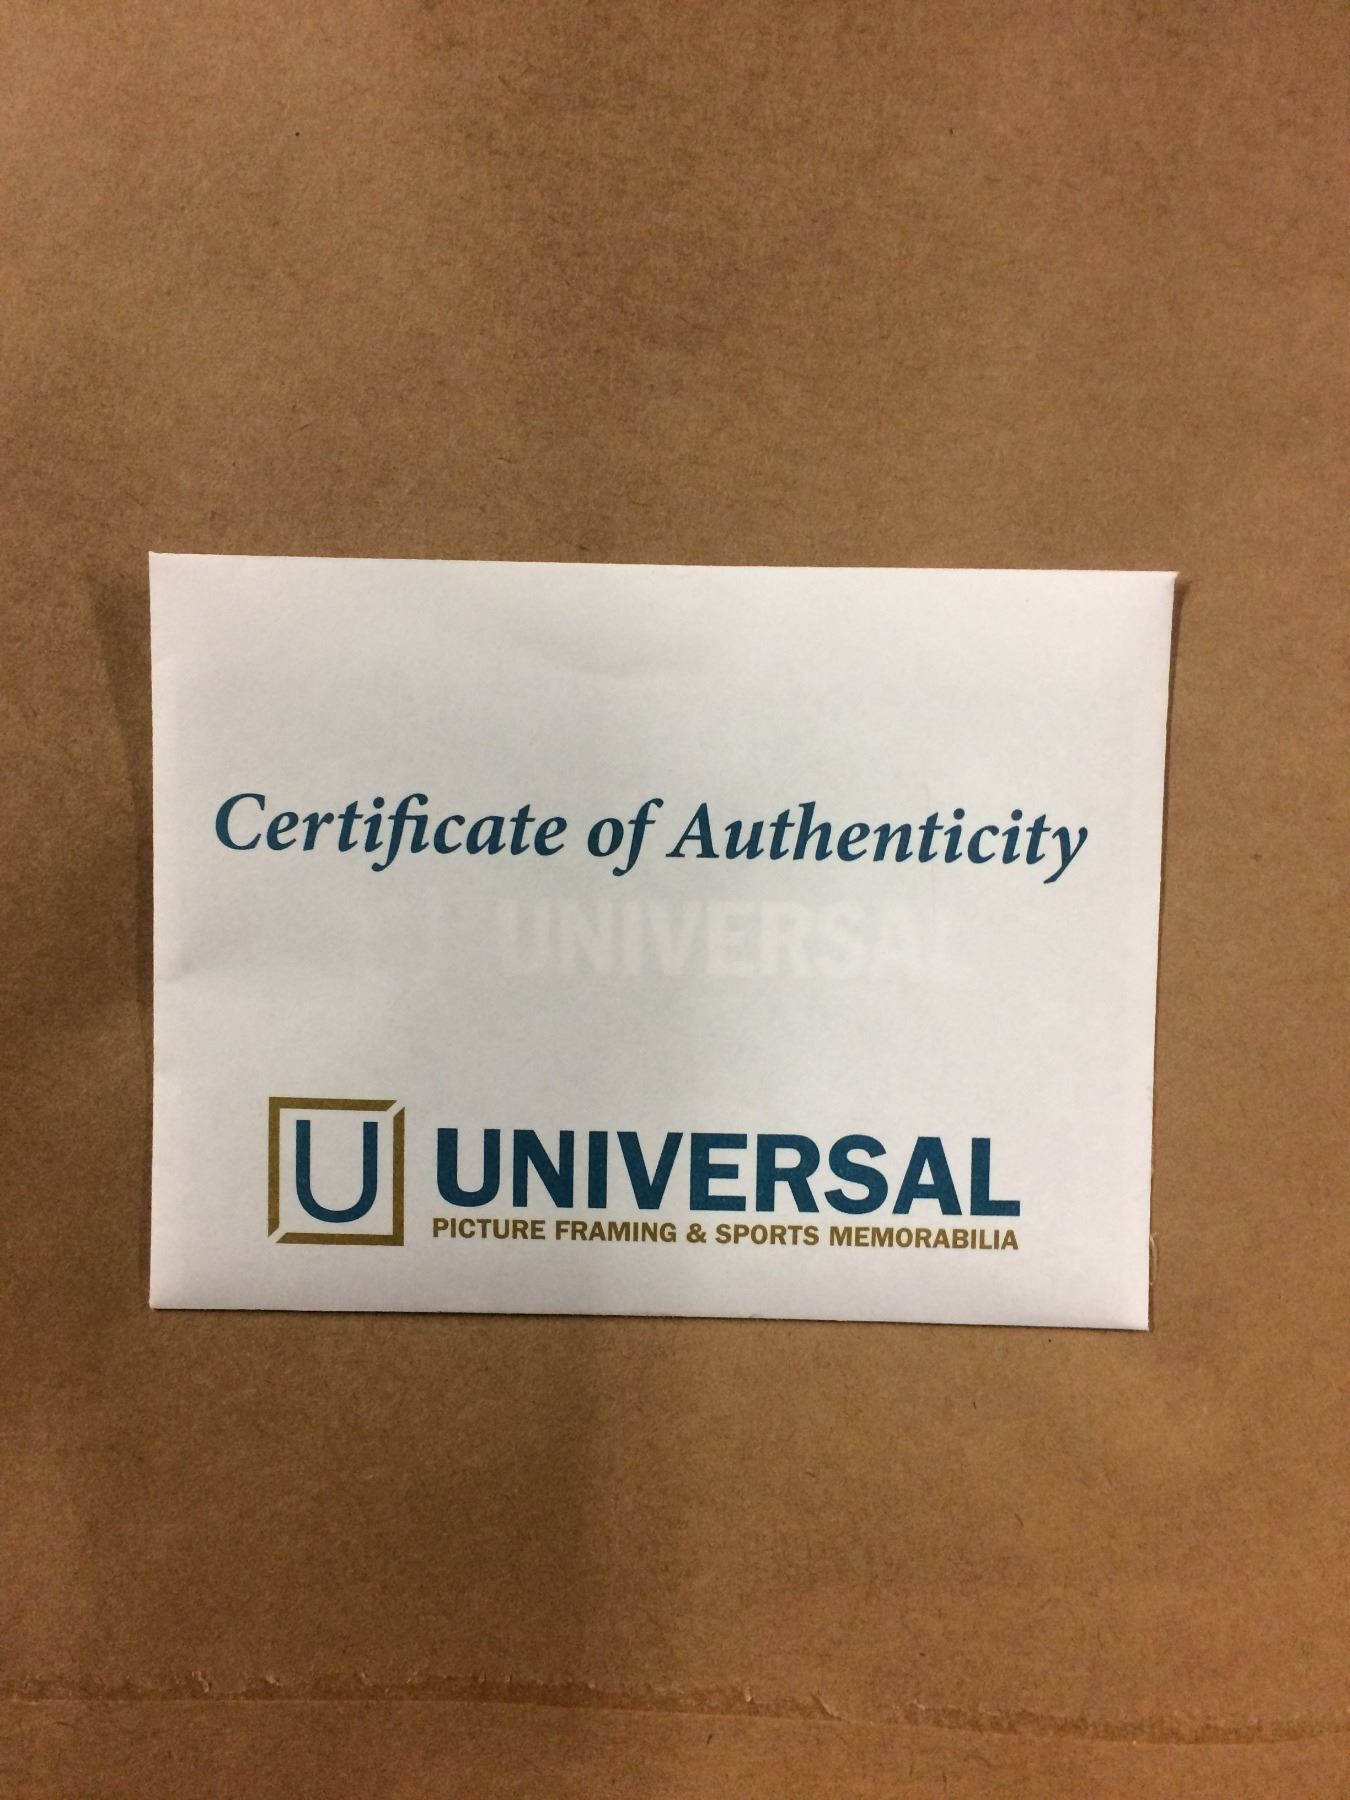 Certificate of Authenticity
UNIVERSAL
U UNIVERSAL
PICTURE FRAMING & SPORTS MEMORABILIA